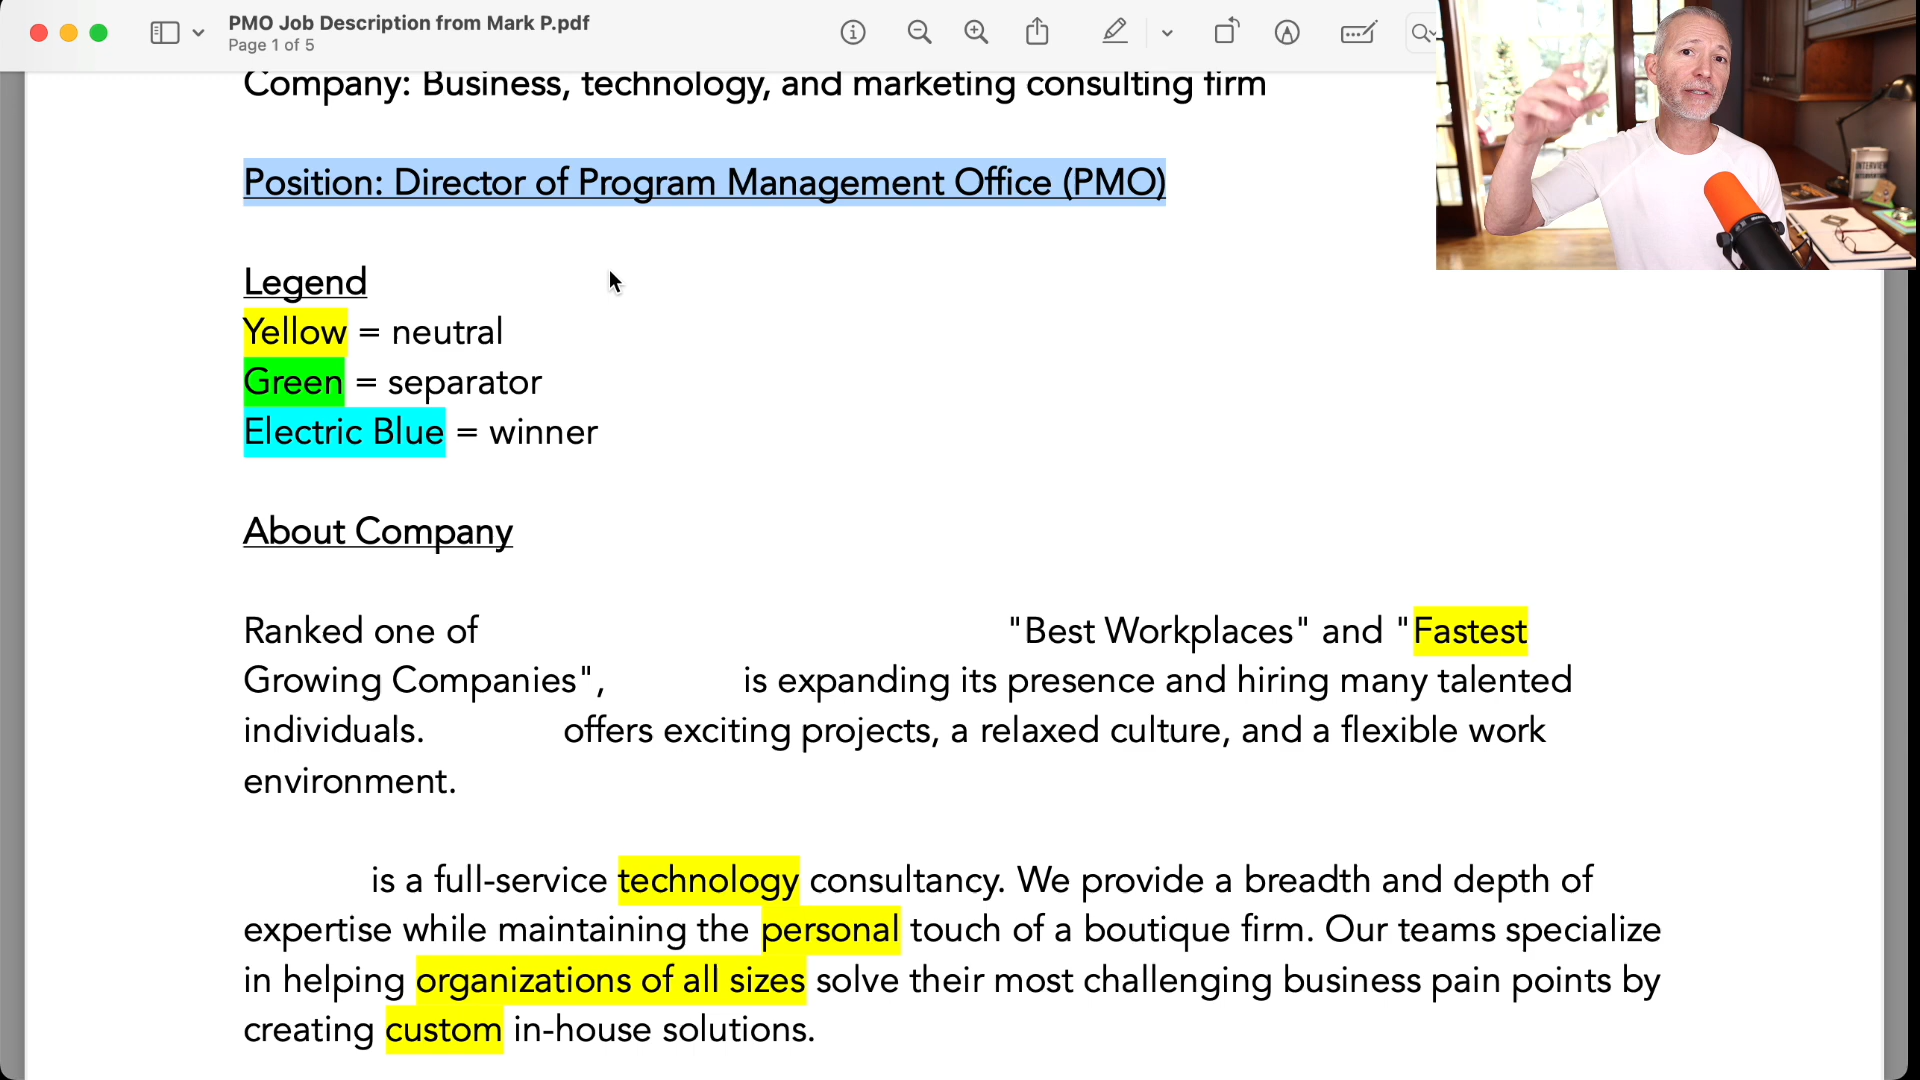 PMO Job Description from Mark P.pdf
Page 1 of 5
Company: Business, technology, and marketing consulting firm
Position: Director of Program Management Office (PMO)
Legend
Yellow = neutral
Green = separator
Electric Blue = winner
About Company
Ranked one of "Best Workplaces" and "Fastest
Growing Companies", is expanding its presence and hiring many talented
individuals. offers exciting projects, a relaxed culture, and a flexible work
environment.
is a full-service technology consultancy. We provide a breadth and depth of
expertise while maintaining the personal touch of a boutique firm. Our teams specialize
in helping organizations of all sizes solve their most challenging business pain points by
creating custom in-house solutions.
INTERVIEW